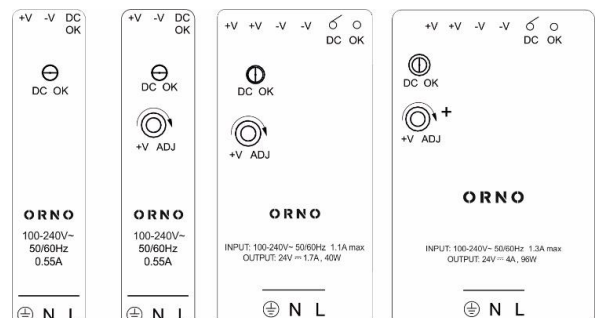 +V -V DC
OK
DC OK
ORNO
100-240V~
50/60Hz
0.55A
N L
+V -V DC
OK
DC OK
+V ADJ
ORNO
100-240V~
50/60Hz
0.55A
N L
+V +V -V -V
DC OK
DC OK
+V ADJ
ORNO
INPUT: 100-240V~ 50/60Hz 1.1A max
OUTPUT: 24V⎓1.7A, 40W
N L
+V +V -V -V
DC OK
DC OK
+V ADJ +
ORNO
INPUT: 100-240V~ 50/60Hz 1.3A max
OUTPUT: 24V⎓4A, 96W
N L